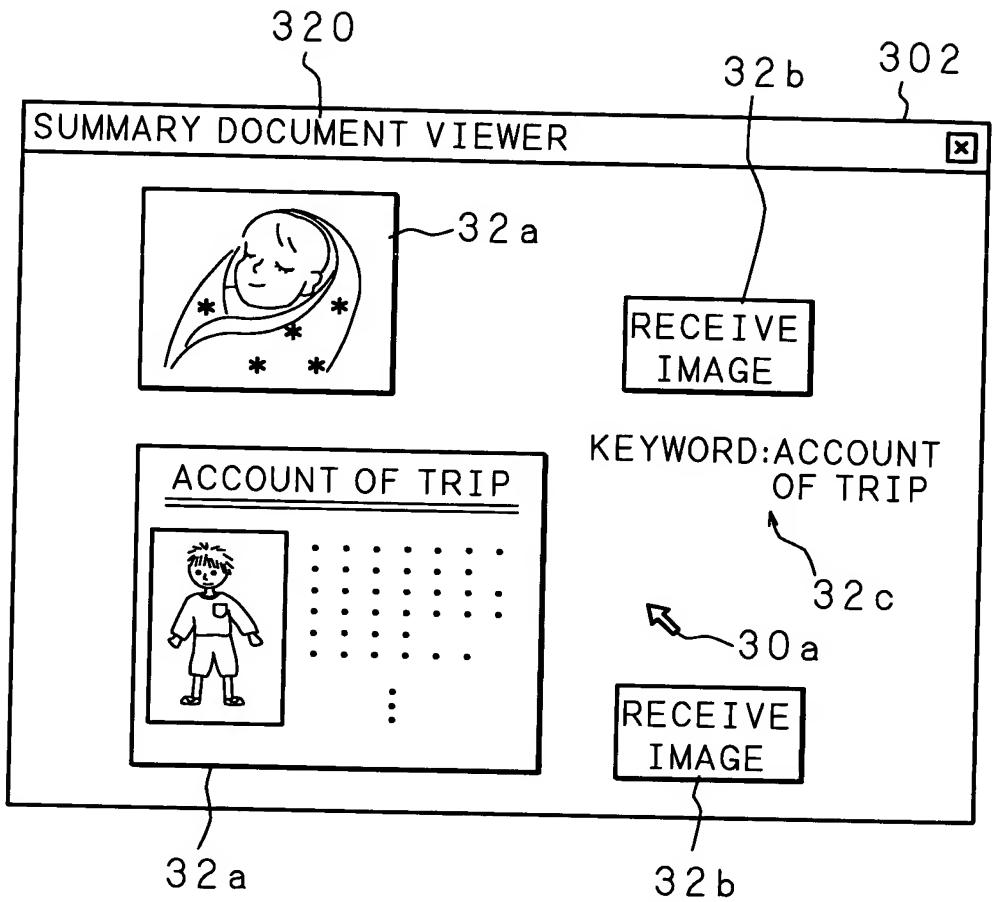 320
302
32b
SUMMARY DOCUMENT VIEWER
32a
RECEIVE
IMAGE
KEYWORD:ACCOUNT
OF TRIP
ACCOUNT OF TRIP
32c
30a
RECEIVE
IMAGE
32a
32b